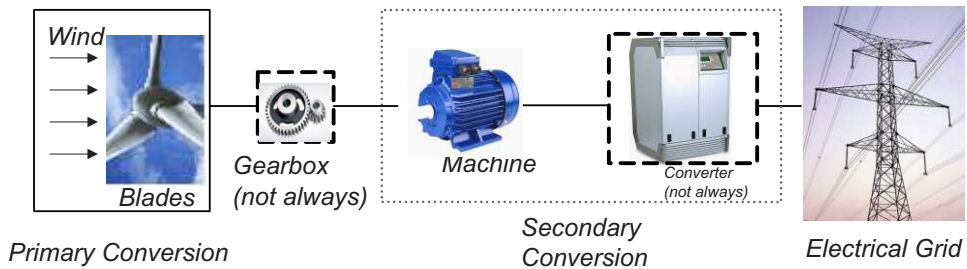 Wind
Blades
Gearbox
(not always)
Machine
Converter
(not always)
Primary Conversion
Secondary
Conversion
Electrical Grid